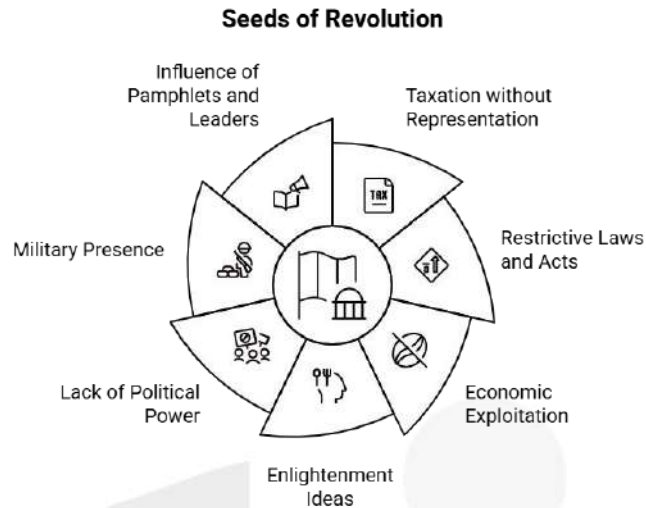 Seeds of Revolution
Influence of
Pamphlets and
Leaders
Taxation without
Representation
TAX
Military Presence
Restrictive Laws
and Acts
Lack of Political
Power
Economic
Exploitation
Enlightenment
Ideas